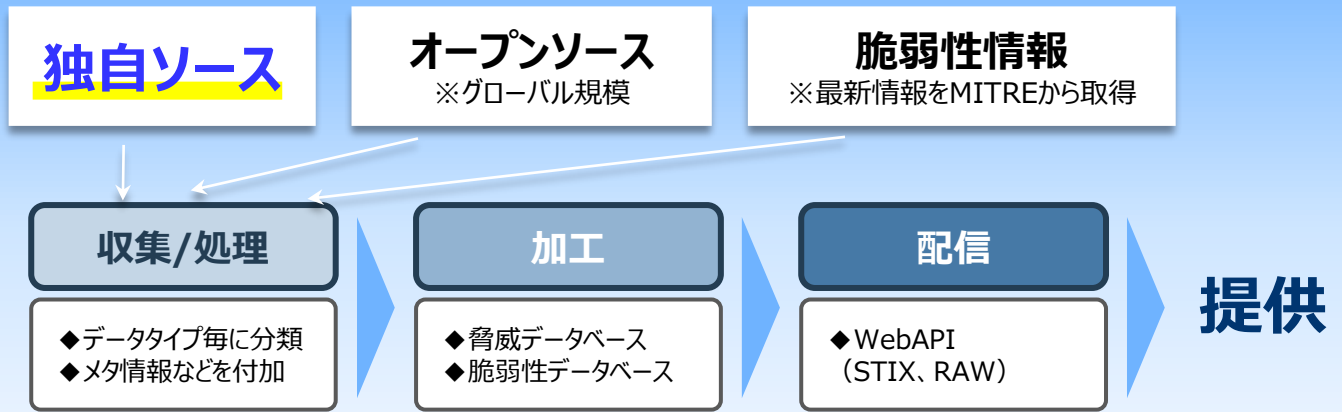 独自ソース
オープンソース
※グローバル規模
脆弱性情報
※最新情報をMITREから取得
収集/処理
◆データタイプ毎に分類
◆メタ情報などを付加
加工
◆脅威データベース
◆脆弱性データベース
配信
◆WebAPI
（STIX、RAW）
提供